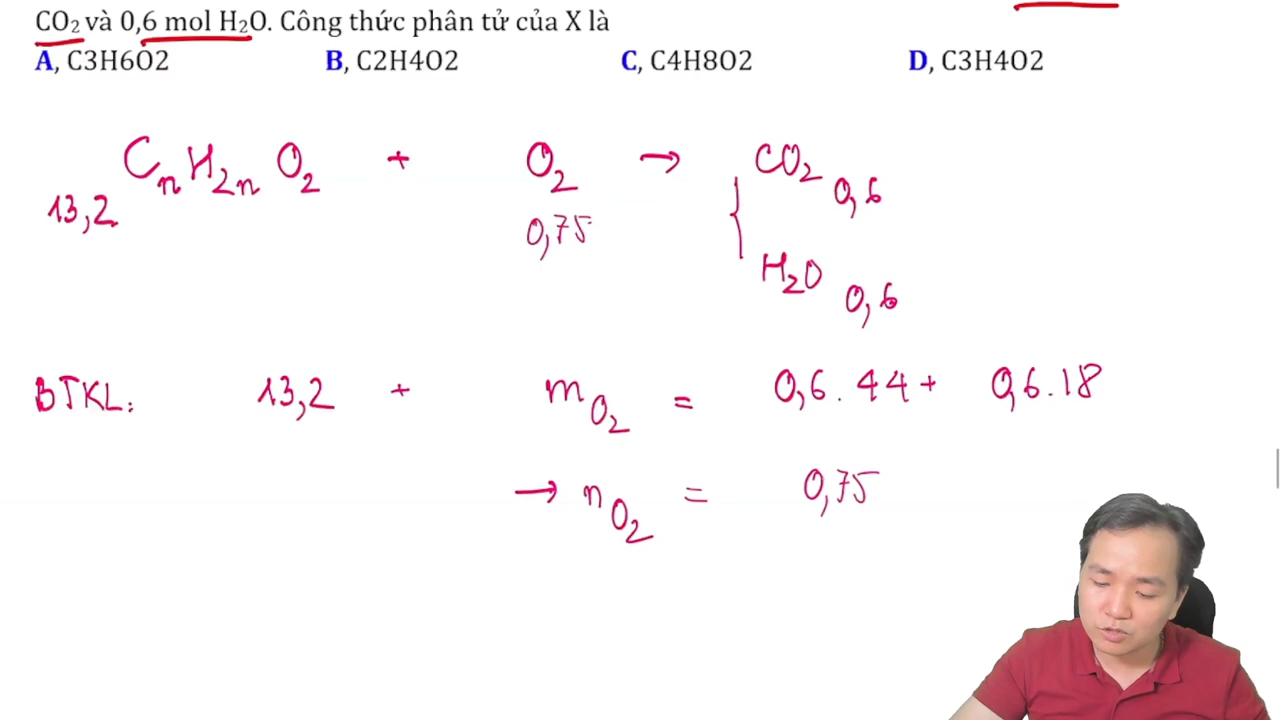 CO₂ và 0,6 mol H₂O. Công thức phân tử của X là
A, C3H6O2 B, C2H4O2 C, C4H8O2 D, C3H4O2
CₙH₂ₙO₂ + O₂ → CO₂ 0,6
13,2 0,75
H₂O 0,6
BTKL: 13,2 + mO₂ = 0,6.44 + 0,6.18
→ nO₂ = 0,75